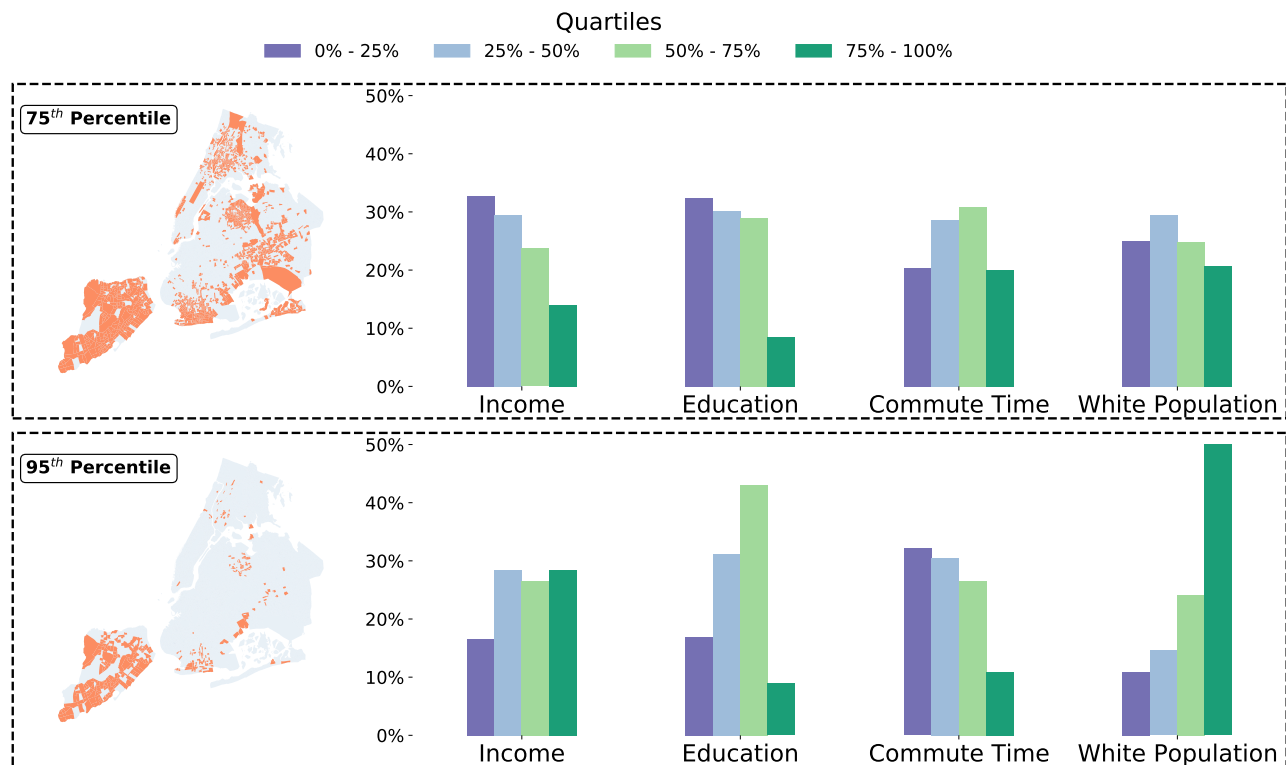 Quartiles
0% - 25% 25% - 50% 50% - 75% 75% - 100%
75th Percentile
50%
40%
30%
20%
10%
0%
Income Education Commute Time White Population
95th Percentile
50%
40%
30%
20%
10%
0%
Income Education Commute Time White Population